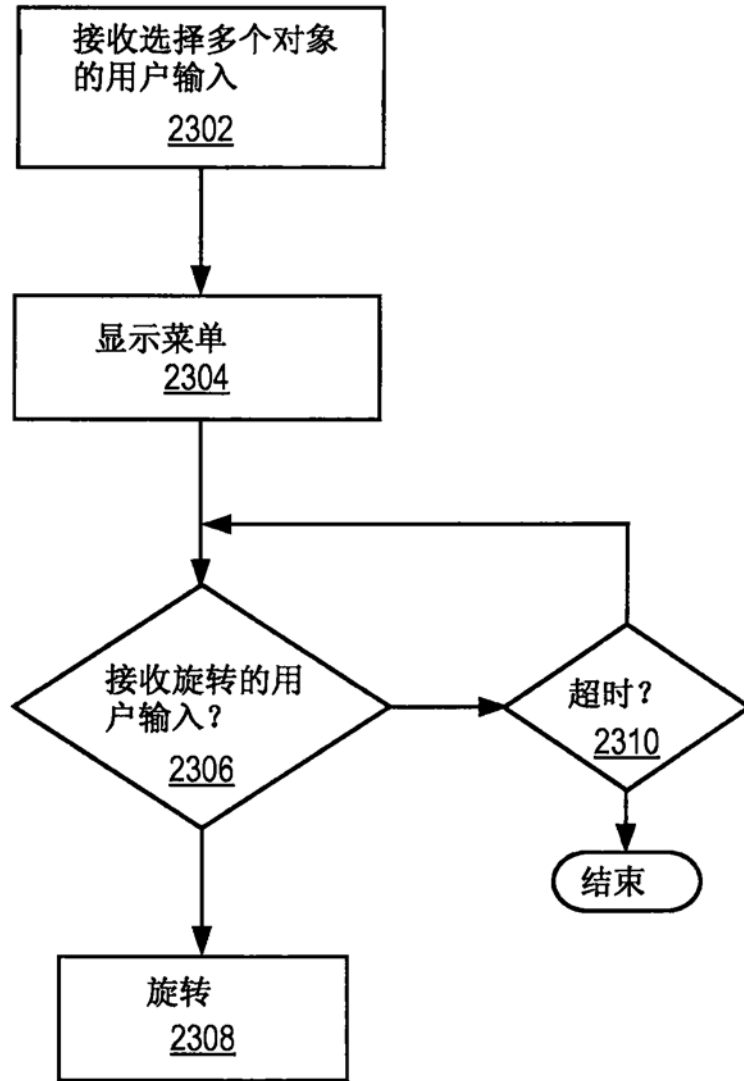 接收选择多个对象
的用户输入
2302
显示菜单
2304
接收旋转的用
户输入?
2306
超时?
2310
结束
旋转
2308